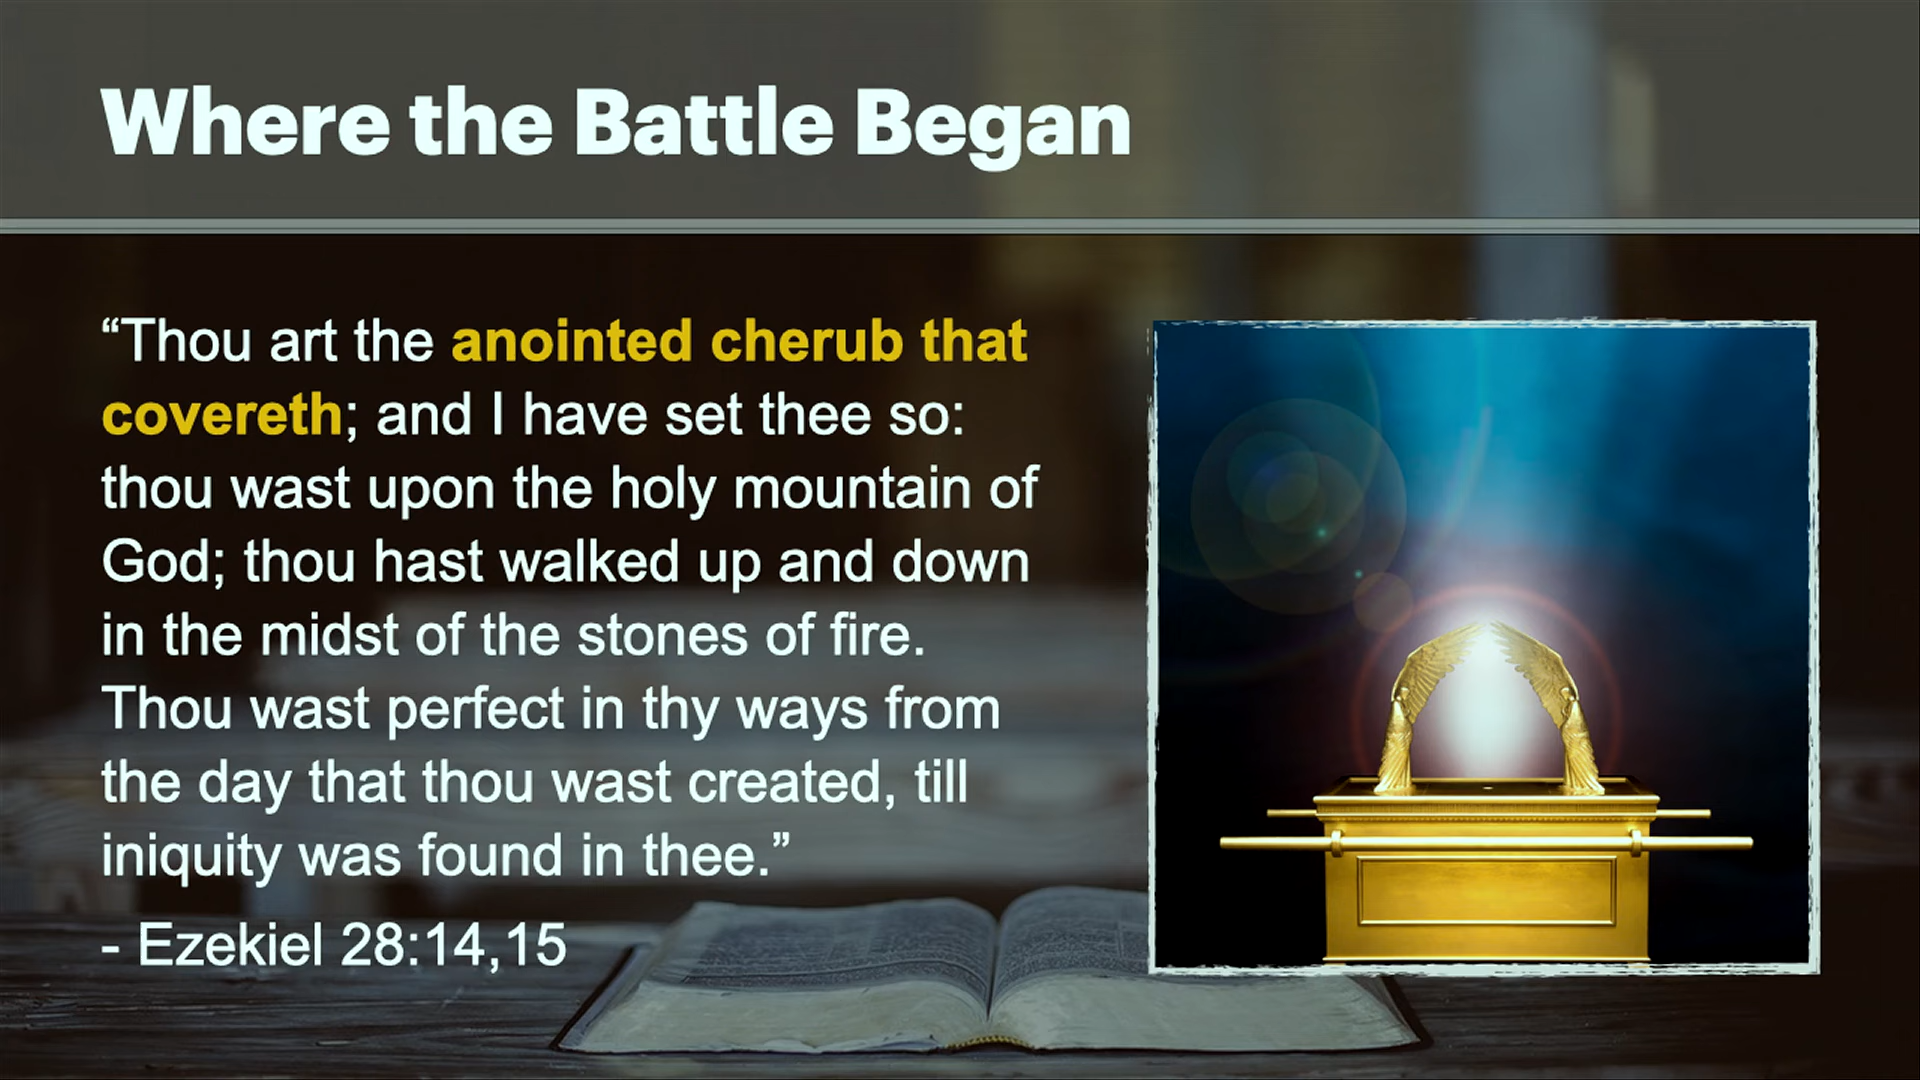 Where the Battle Began
“Thou art the anointed cherub that
covereth; and I have set thee so:
thou wast upon the holy mountain of
God; thou hast walked up and down
in the midst of the stones of fire.
Thou wast perfect in thy ways from
the day that thou wast created, till
iniquity was found in thee.”
- Ezekiel 28:14,15